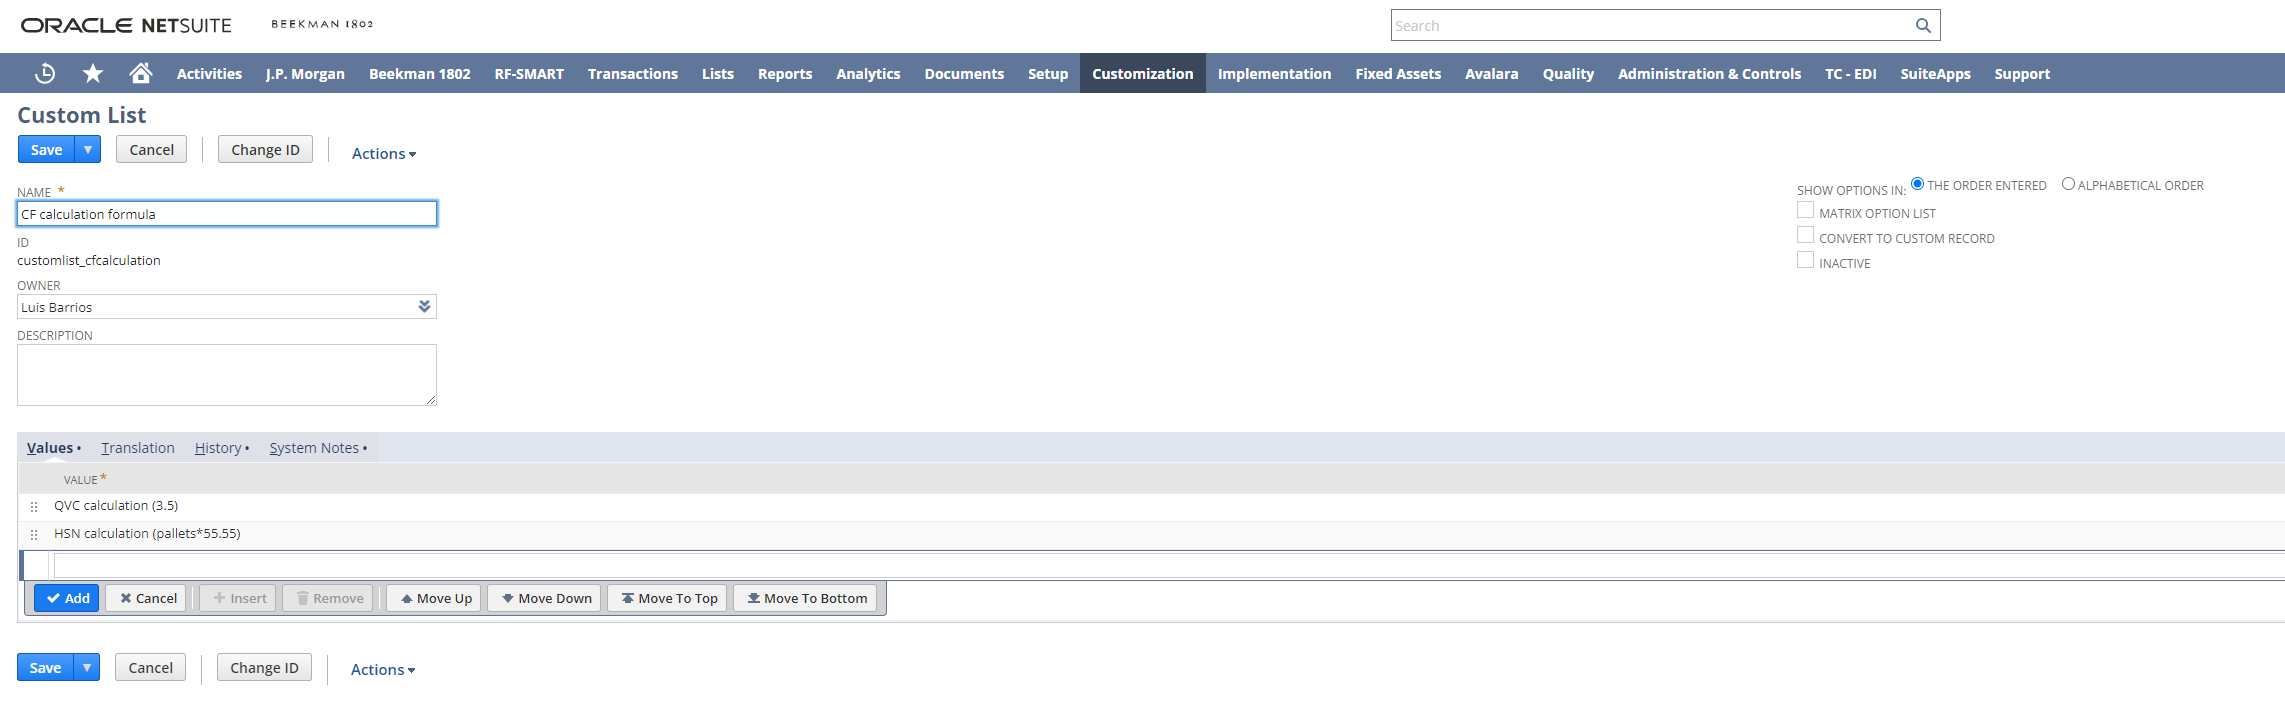 ORACLE NETSUITE BEEKMAN 1802 Search
Activities J.P. Morgan Beekman 1802 RF-SMART Transactions Lists Reports Analytics Documents Setup Customization Implementation Fixed Assets Avalara Quality Administration & Controls TC - EDI SuiteApps Support
Custom List
Save Cancel Change ID Actions
NAME *
CF calculation formula
ID
customlist_cfcalculation
OWNER
Luis Barrios
DESCRIPTION
SHOW OPTIONS IN: THE ORDER ENTERED ALPHABETICAL ORDER
MATRIX OPTION LIST
CONVERT TO CUSTOM RECORD
INACTIVE
Values • Translation History • System Notes •
VALUE *
QVC calculation (3.5)
HSN calculation (pallets*55.55)
Add Cancel Insert Remove Move Up Move Down Move To Top Move To Bottom
Save Cancel Change ID Actions